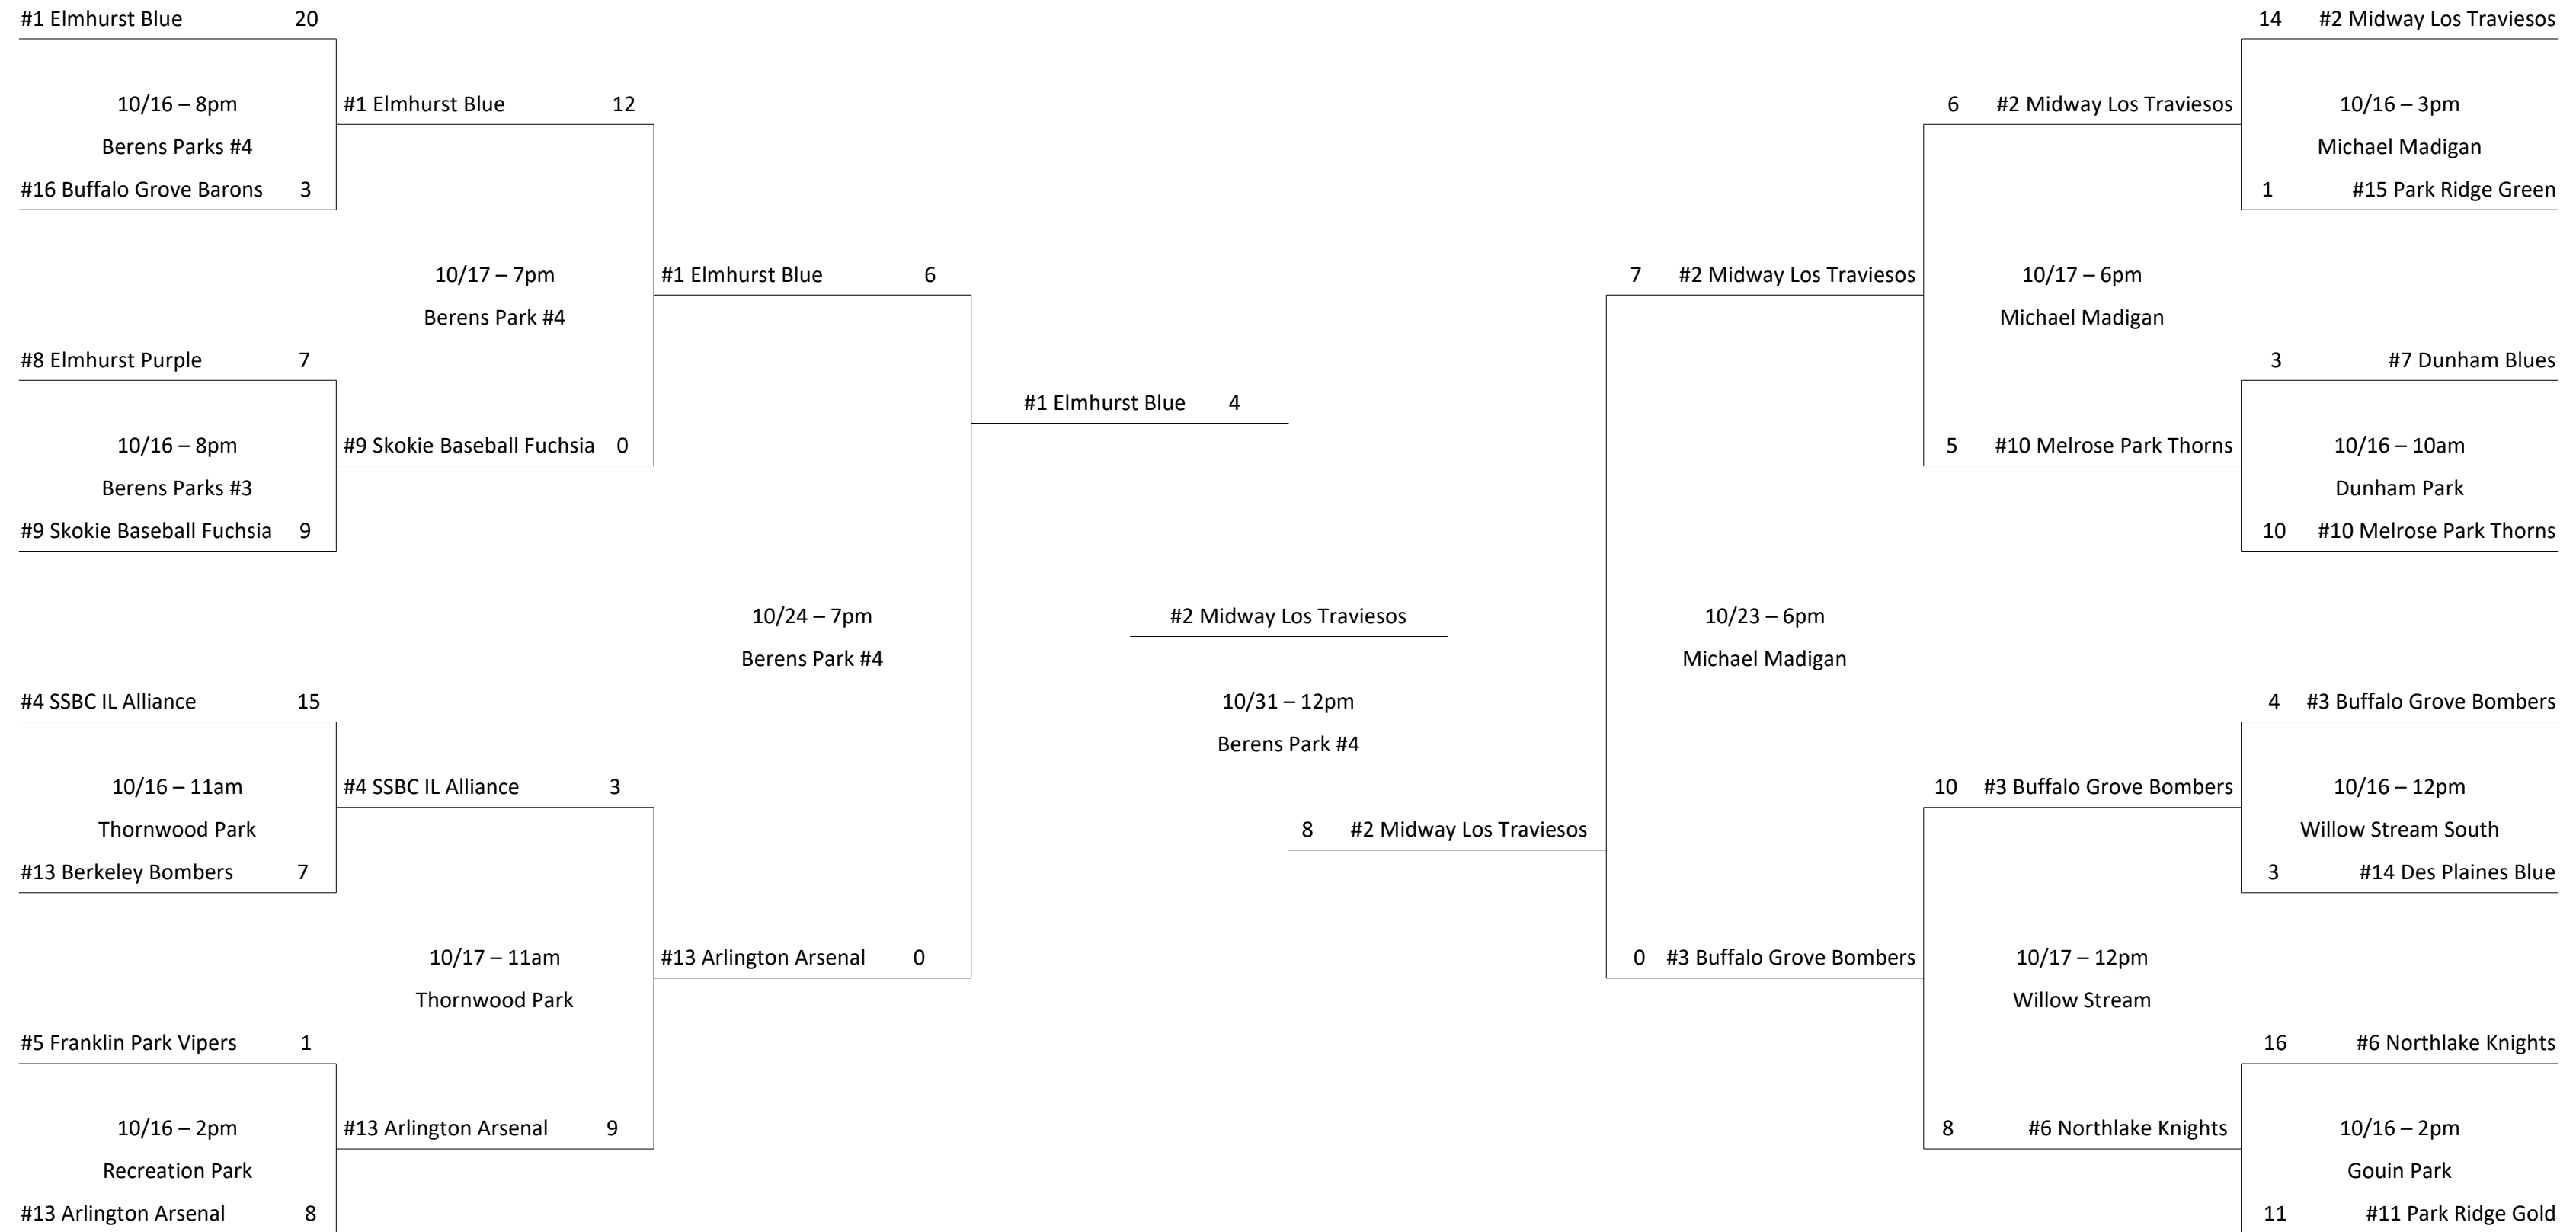 #1 Elmhurst Blue 20
10/16 – 8pm
Berens Parks #4
#16 Buffalo Grove Barons 3
#8 Elmhurst Purple 7
10/16 – 8pm
Berens Parks #3
#9 Skokie Baseball Fuchsia 9
#4 SSBC IL Alliance 15
10/16 – 11am
Thornwood Park
#13 Berkeley Bombers 7
#5 Franklin Park Vipers 1
10/16 – 2pm
Recreation Park
#13 Arlington Arsenal 8
#1 Elmhurst Blue 12
10/17 – 7pm
Berens Park #4
#9 Skokie Baseball Fuchsia 0
#4 SSBC IL Alliance 3
10/17 – 11am
Thornwood Park
#13 Arlington Arsenal 9
#1 Elmhurst Blue 6
10/24 – 7pm
Berens Park #4
#13 Arlington Arsenal 0
#1 Elmhurst Blue 4
#2 Midway Los Traviesos
10/31 – 12pm
Berens Park #4
8 #2 Midway Los Traviesos
7 #2 Midway Los Traviesos
10/23 – 6pm
Michael Madigan
0 #3 Buffalo Grove Bombers
6 #2 Midway Los Traviesos
10/17 – 6pm
Michael Madigan
5 #10 Melrose Park Thorns
10 #3 Buffalo Grove Bombers
10/17 – 12pm
Willow Stream
8 #6 Northlake Knights
14 #2 Midway Los Traviesos
10/16 – 3pm
Michael Madigan
1 #15 Park Ridge Green
3 #7 Dunham Blues
10/16 – 10am
Dunham Park
10 #10 Melrose Park Thorns
4 #3 Buffalo Grove Bombers
10/16 – 12pm
Willow Stream South
3 #14 Des Plaines Blue
16 #6 Northlake Knights
10/16 – 2pm
Gouin Park
11 #11 Park Ridge Gold